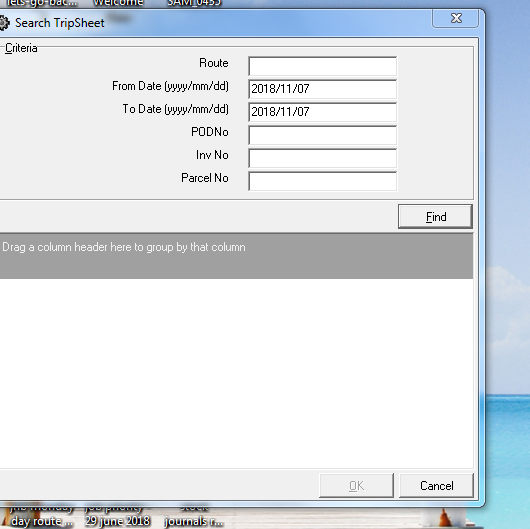 lets-go-bac... Welcome SAM_0435
Search TripSheet
Criteria
Route
From Date (yyyy/mm/dd) 2018/11/07
To Date (yyyy/mm/dd) 2018/11/07
PODNo
Inv No
Parcel No
Find
Drag a column header here to group by that column
OK Cancel
jnb monday job priority stock
day route ... 29 june 2018 journals r...